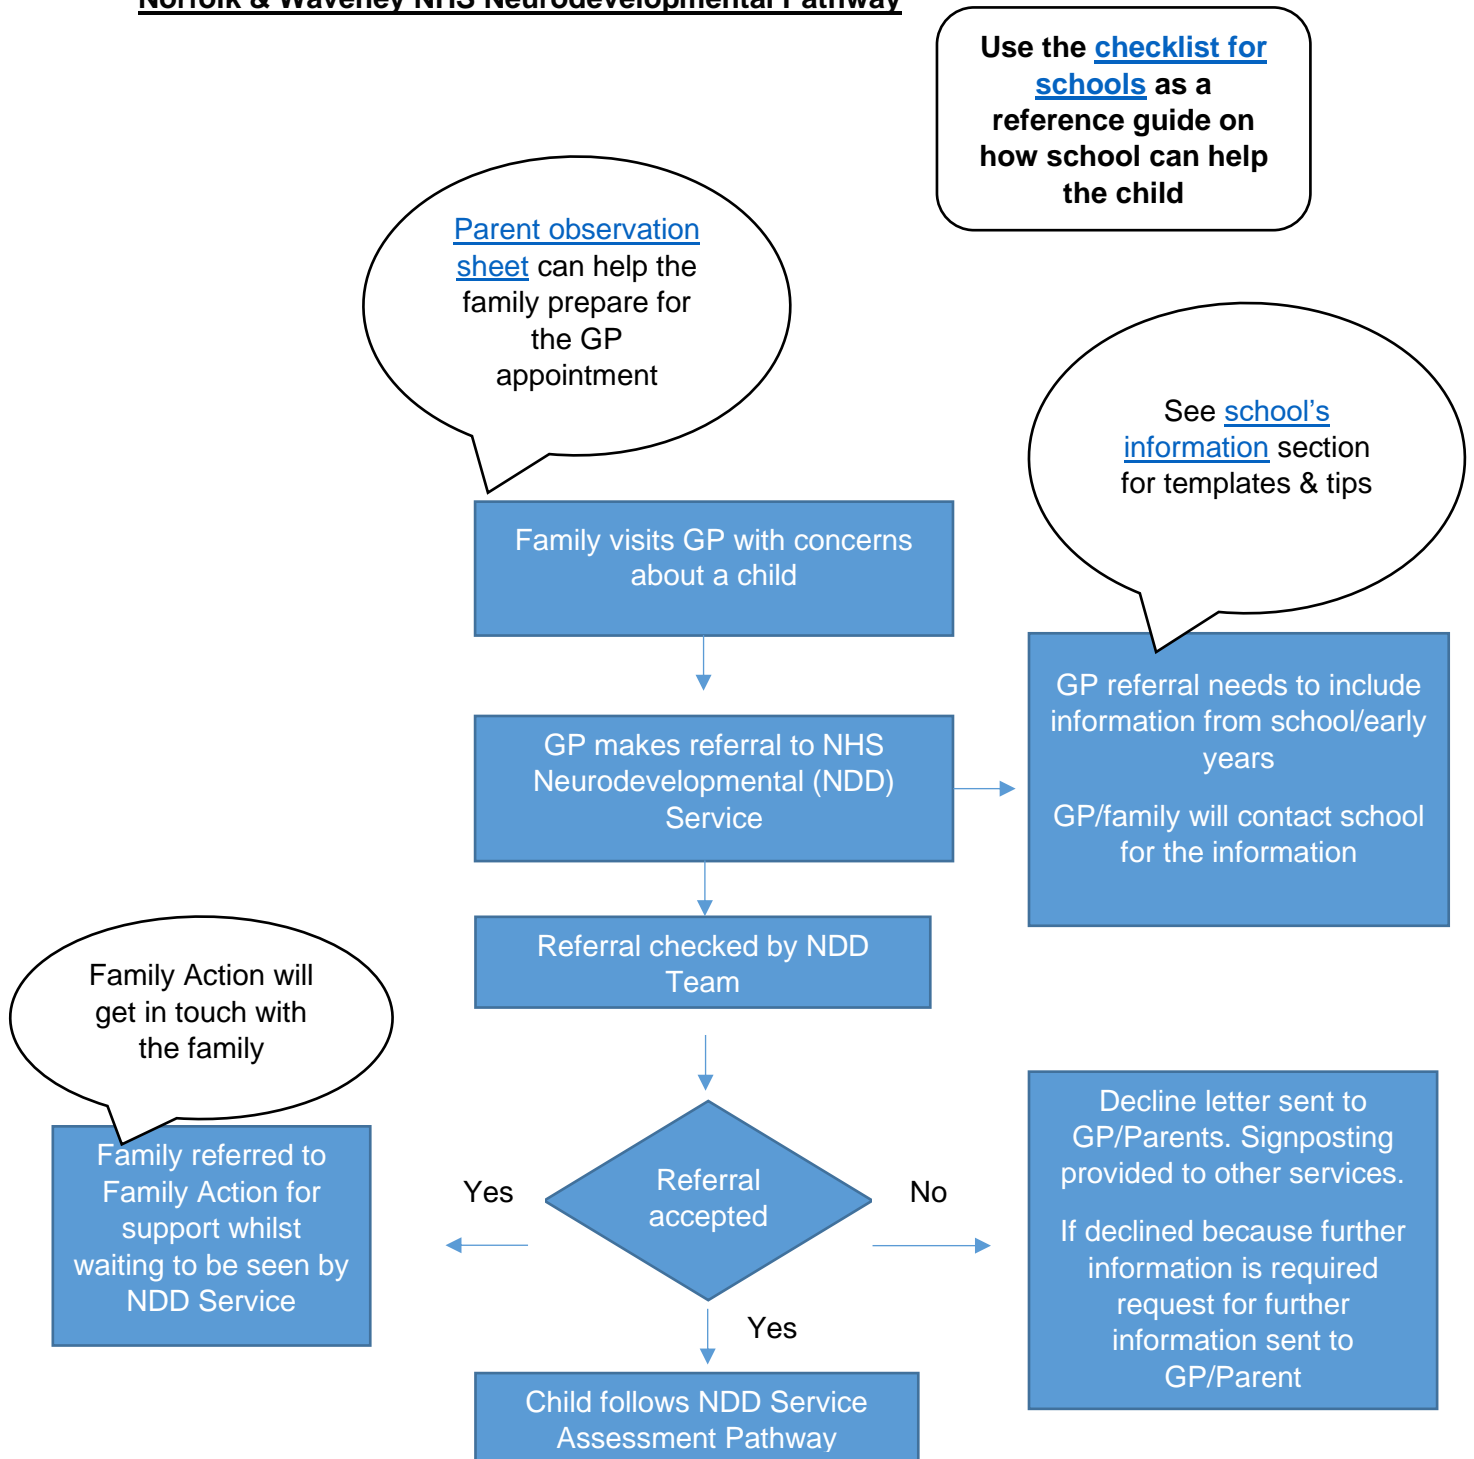 Norfolk & Waveney NHS Neurodevelopmental Pathway
Use the checklist for
schools as a
reference guide on
how school can help
the child
Parent observation
sheet can help the
family prepare for
the GP
appointment
See school’s
information section
for templates & tips
Family visits GP with concerns
about a child
GP referral needs to include
information from school/early
years
GP/family will contact school
for the information
GP makes referral to NHS
Neurodevelopmental (NDD)
Service
Referral checked by NDD
Team
Family Action will
get in touch with
the family
Family referred to
Family Action for
support whilst
waiting to be seen by
NDD Service
Yes
Referral
accepted
No
Decline letter sent to
GP/Parents. Signposting
provided to other services.
If declined because further
information is required
request for further
information sent to
GP/Parent
Yes
Child follows NDD Service
Assessment Pathway